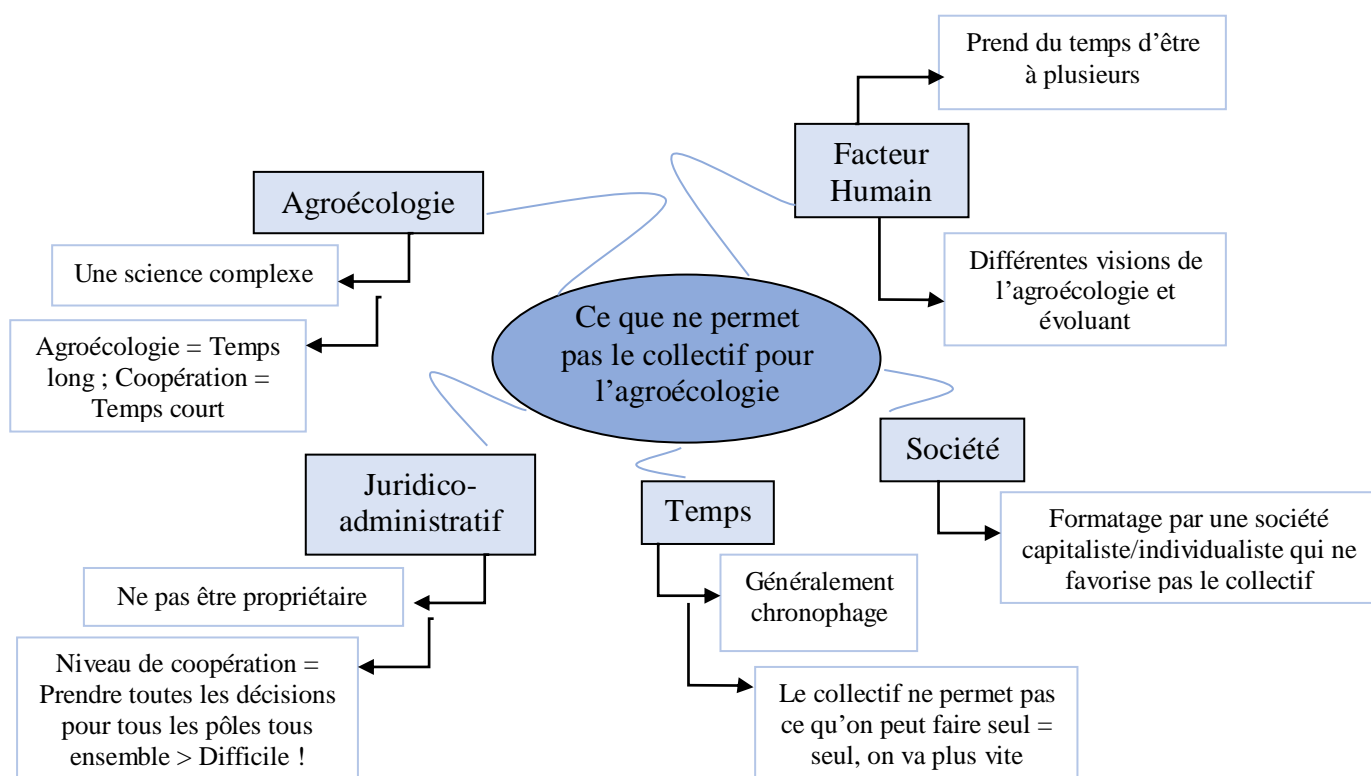 Prend du temps d’être
à plusieurs
Facteur
Humain
Différentes visions de
l’agroécologie et
évoluant
Agroécologie
Une science complexe
Agroécologie = Temps
long ; Coopération =
Temps court
Ce que ne permet
pas le collectif pour
l’agroécologie
Société
Formatage par une société
capitaliste/individualiste qui ne
favorise pas le collectif
Juridico-
administratif
Ne pas être propriétaire
Niveau de coopération =
Prendre toutes les décisions
pour tous les pôles tous
ensemble > Difficile !
Temps
Généralement
chronophage
Le collectif ne permet pas
ce qu’on peut faire seul =
seul, on va plus vite